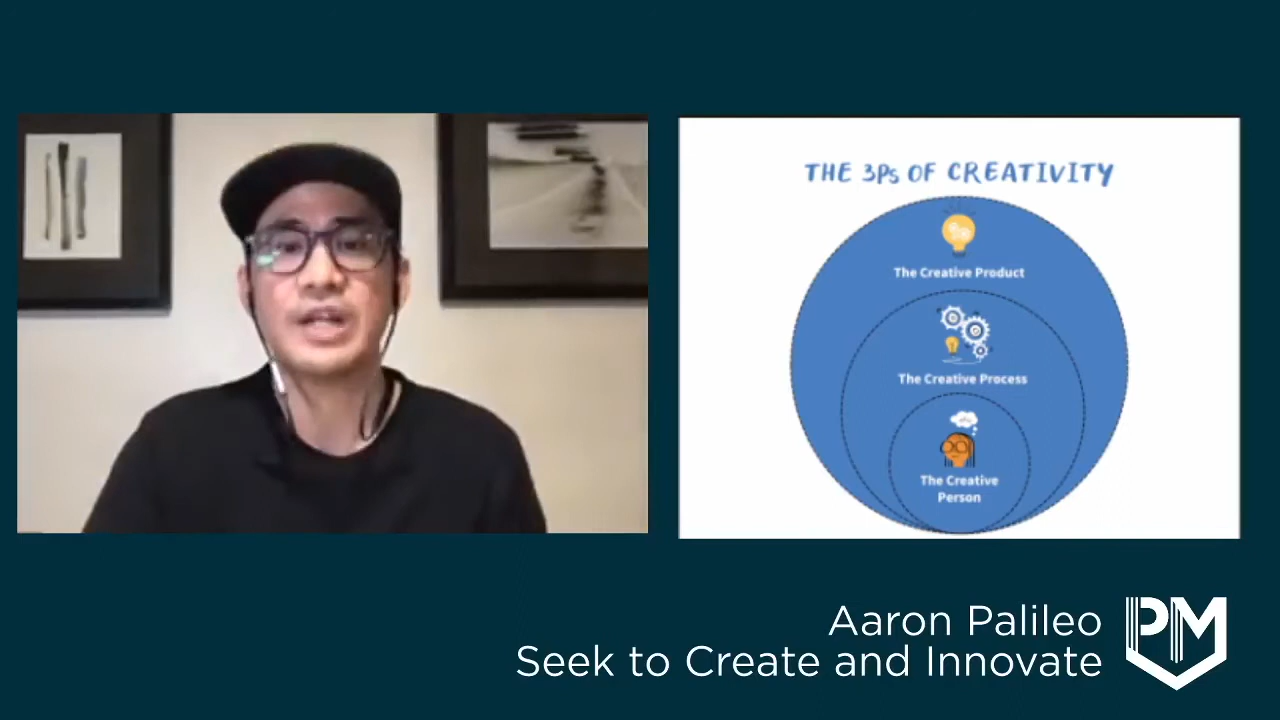 THE 3Ps OF CREATIVITY
The Creative Product
The Creative Process
The Creative
Person
Aaron Palileo
Seek to Create and Innovate
PM